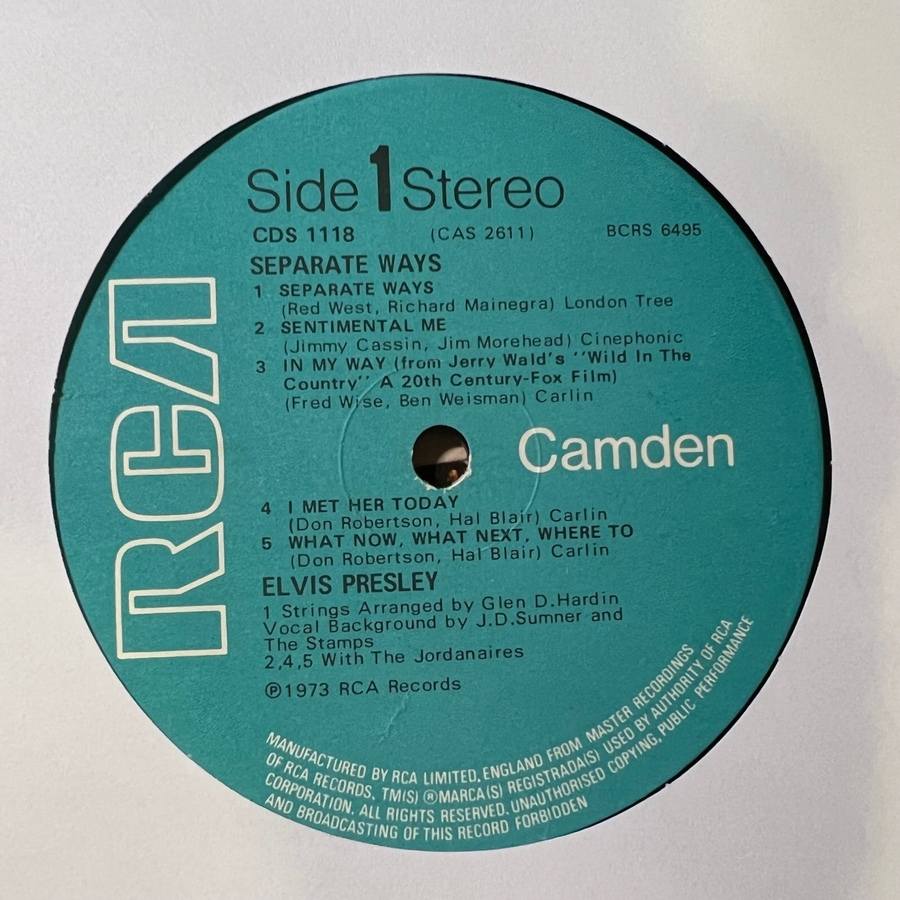 Side 1 Stereo
CDS 1118 (CAS 2611) BCRS 6495
SEPARATE WAYS
1 SEPARATE WAYS
(Red West, Richard Mainegra) London Tree
2 SENTIMENTAL ME
(Jimmy Cassin, Jim Morehead) Cinephonic
3 IN MY WAY (from Jerry Wald's ''Wild In The
Country'' A 20th Century-Fox Film)
(Fred Wise, Ben Weisman) Carlin
RCA
Camden
4 I MET HER TODAY
(Don Robertson, Hal Blair) Carlin
5 WHAT NOW, WHAT NEXT, WHERE TO
(Don Robertson, Hal Blair) Carlin
ELVIS PRESLEY
1 Strings Arranged by Glen D.Hardin
Vocal Background by J.D.Sumner and
The Stamps
2,4,5 With The Jordanaires
℗1973 RCA Records
MANUFACTURED BY RCA LIMITED, ENGLAND FROM MASTER RECORDINGS
OF RCA RECORDS. TM(S) ® MARCA(S) REGISTRADA(S) USED BY AUTHORITY OF RCA
CORPORATION. ALL RIGHTS RESERVED. UNAUTHORISED COPYING, PUBLIC PERFORMANCE
AND BROADCASTING OF THIS RECORD FORBIDDEN